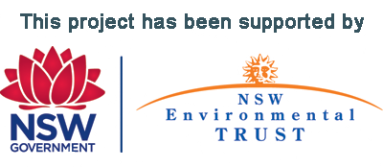 This project has been supported by
NSW
GOVERNMENT
NSW
Environmental
TRUST